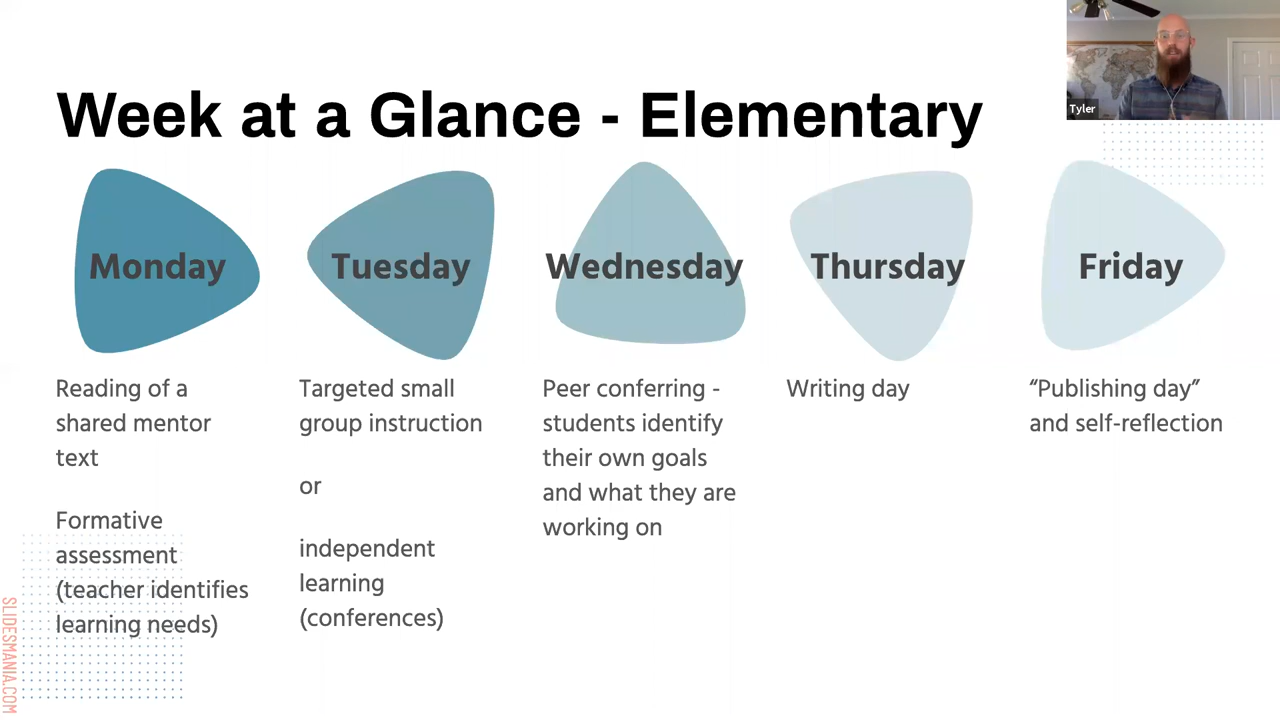 Tyler
Week at a Glance - Elementary
Monday
Tuesday
Wednesday
Thursday
Friday
Reading of a
shared mentor
text
Formative
assessment
(teacher identifies
learning needs)
Targeted small
group instruction
or
independent
learning
(conferences)
Peer conferring -
students identify
their own goals
and what they are
working on
Writing day
“Publishing day”
and self-reflection
SLIDESMANIA.COM